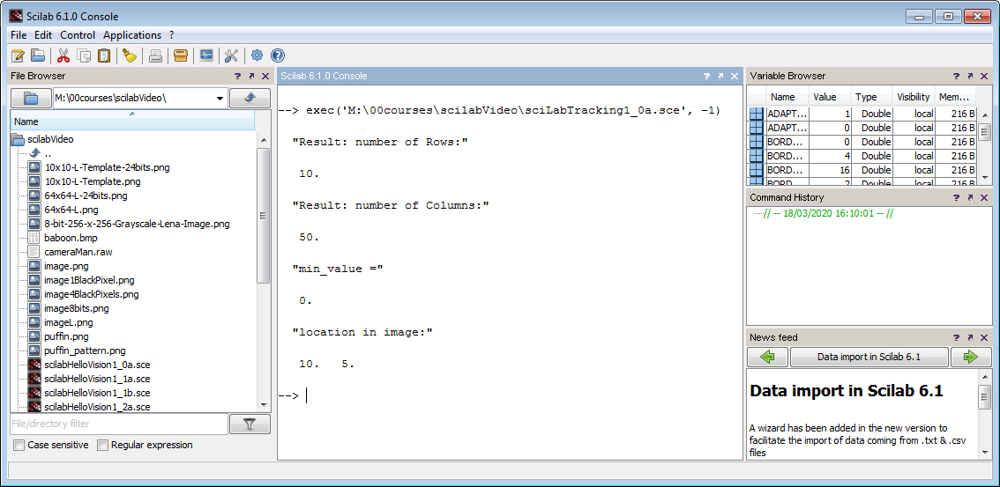 Scilab 6.1.0 Console
File Edit Control Applications ?
File Browser ? 
M:\00courses\scilabVideo\
Name
scilabVideo
..
10x10-L-Template-24bits.png
10x10-L-Template.png
64x64-L-24bits.png
64x64-L.png
8-bit-256-x-256-Grayscale-Lena-Image.png
baboon.bmp
cameraMan.raw
image.png
image1BlackPixel.png
image4BlackPixels.png
image8bits.png
imageL.png
puffin.png
puffin_pattern.png
scilabHelloVision1_0a.sce
scilabHelloVision1_1a.sce
scilabHelloVision1_1b.sce
scilabHelloVision1_2a.sce
File/directory filter
Case sensitive Regular expression
Scilab 6.1.0 Console ?
--> exec('M:\00courses\scilabVideo\sciLabTracking1_0a.sce', -1)
"Result: number of Rows:"
10.
"Result: number of Columns:"
50.
"min_value ="
0.
"location in image:"
10. 5.
-->
Variable Browser ?
Name Value Type Visibility Mem...
ADAPT... 1 Double local 216 B
ADAPT... 0 Double local 216 B
BORD... 0 Double local 216 B
BORD... 4 Double local 216 B
BORD... 16 Double local 216 B
BORD... 2 Double local 216 B
Command History ?
// -- 18/03/2020 16:10:01 -- //
News feed ?
Data import in Scilab 6.1
Data import in Scilab 6.1
A wizard has been added in the new version to
facilitate the import of data coming from .txt & .csv
files